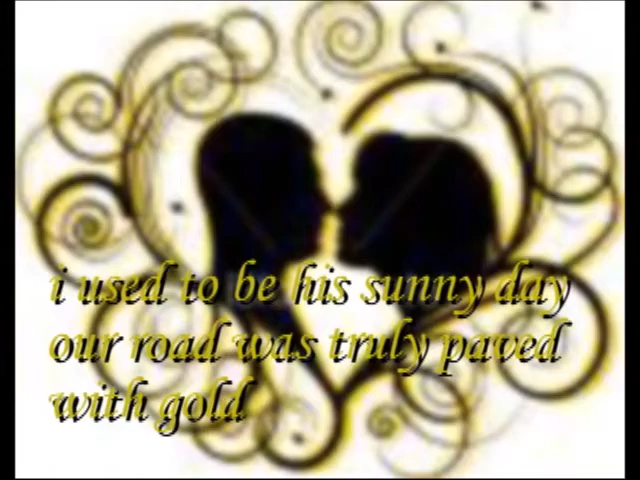 i used to be his sunny day
our road was truly paved
with gold